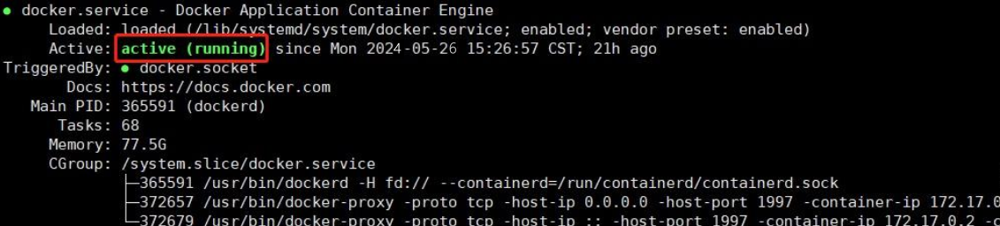 ● docker.service - Docker Application Container Engine
Loaded: loaded (/lib/systemd/system/docker.service; enabled; vendor preset: enabled)
Active: active (running) since Mon 2024-05-26 15:26:57 CST; 21h ago
TriggeredBy: ● docker.socket
Docs: https://docs.docker.com
Main PID: 365591 (dockerd)
Tasks: 68
Memory: 77.5G
CGroup: /system.slice/docker.service
├─365591 /usr/bin/dockerd -H fd:// --containerd=/run/containerd/containerd.sock
├─372657 /usr/bin/docker-proxy -proto tcp -host-ip 0.0.0.0 -host-port 1997 -container-ip 172.17.0
└─372679 /usr/bin/docker-proxy -proto tcp -host-ip :: -host-port 1997 -container-ip 172.17.0.2 -c